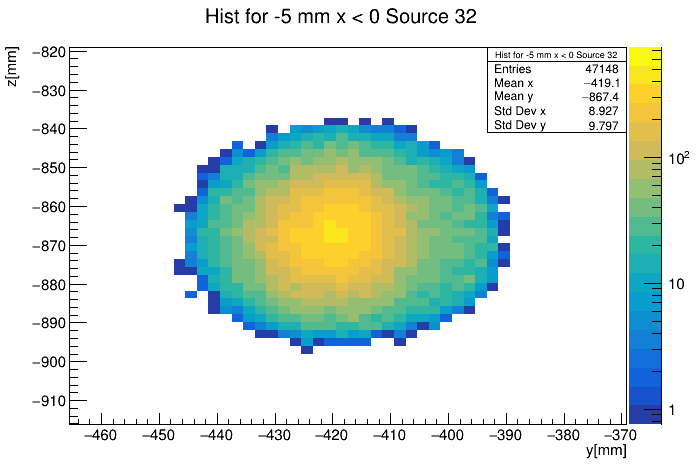 Hist for -5 mm x < 0 Source 32
z[mm]
−820
−830
−840
−850
−860
−870
−880
−890
−900
−910
Hist for -5 mm x < 0 Source 32
Entries 47148
Mean x −419.1
Mean y −867.4
Std Dev x 8.927
Std Dev y 9.797
10²
10
1
−460 −450 −440 −430 −420 −410 −400 −390 −380 −370
y[mm]